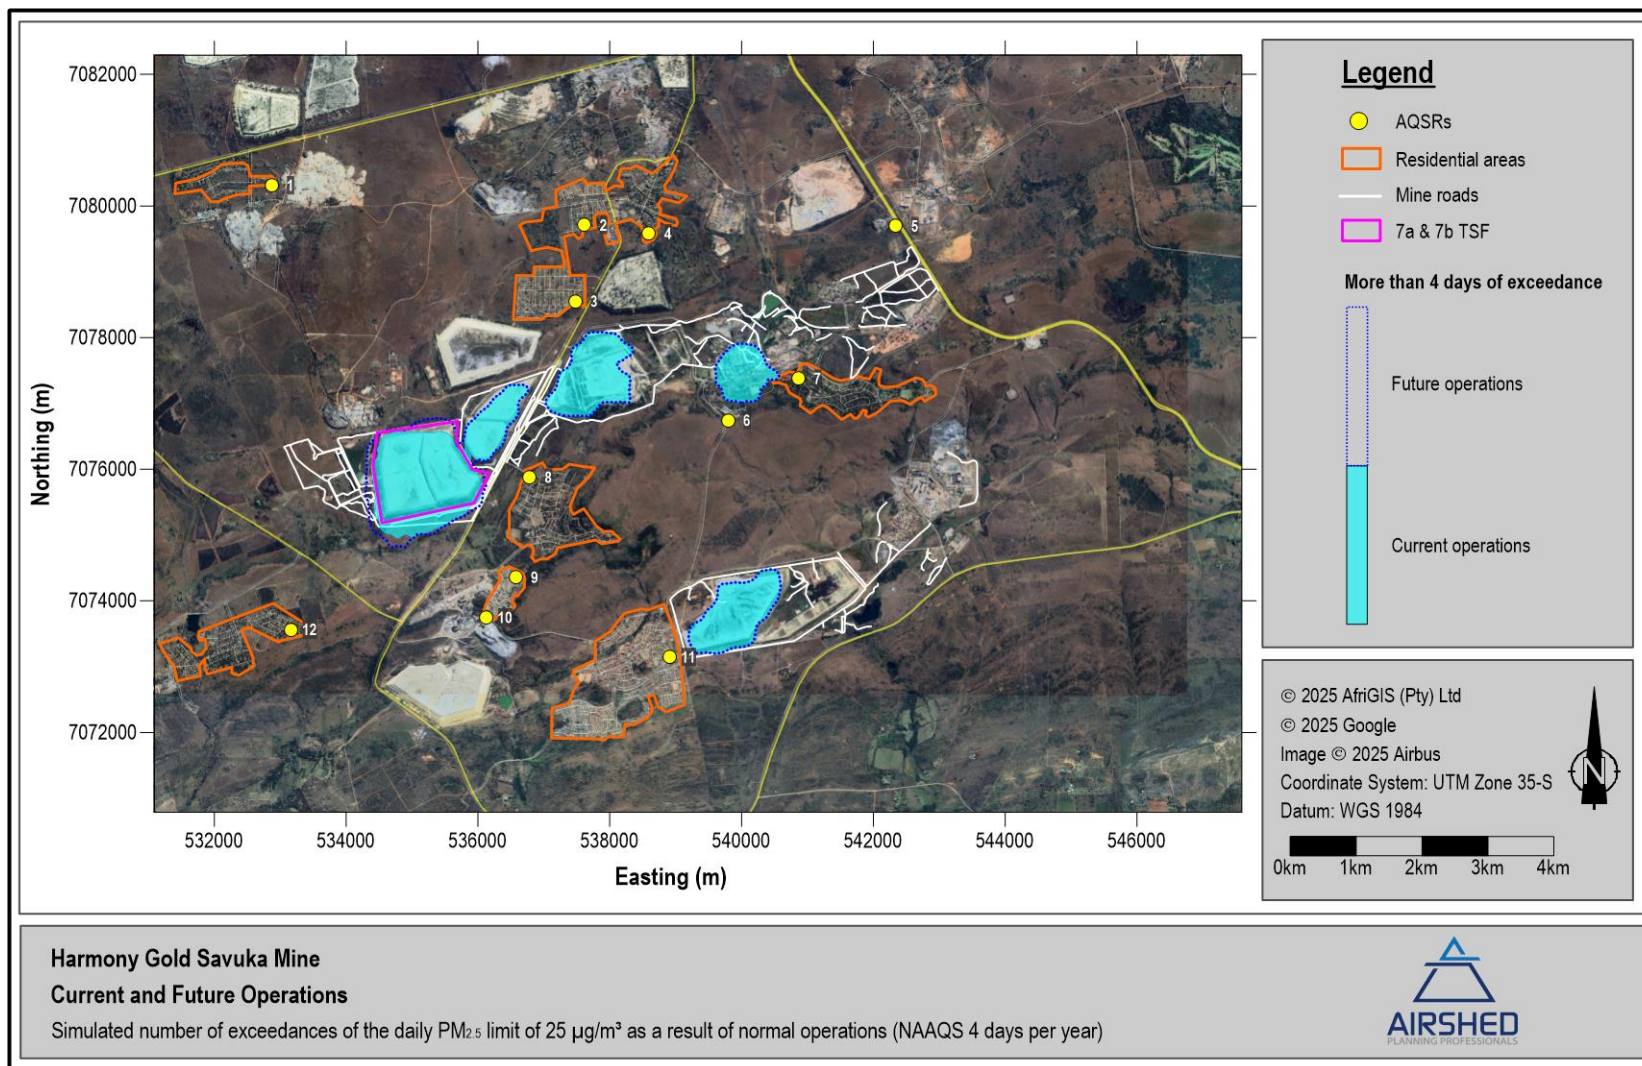 7082000
7080000
7078000
7076000
7074000
7072000
Northing (m)
532000
534000
536000
538000
540000
542000
544000
546000
Easting (m)
1
2
3
4
5
6
7
8
9
10
11
12
Legend
AQSRs
Residential areas
Mine roads
7a & 7b TSF
More than 4 days of exceedance
Future operations
Current operations
© 2025 AfriGIS (Pty) Ltd
© 2025 Google
Image © 2025 Airbus
Coordinate System: UTM Zone 35-S
Datum: WGS 1984
N
0km 1km 2km 3km 4km
Harmony Gold Savuka Mine
Current and Future Operations
Simulated number of exceedances of the daily PM2.5 limit of 25 µg/m³ as a result of normal operations (NAAQS 4 days per year)
AIRSHED
PLANNING PROFESSIONALS